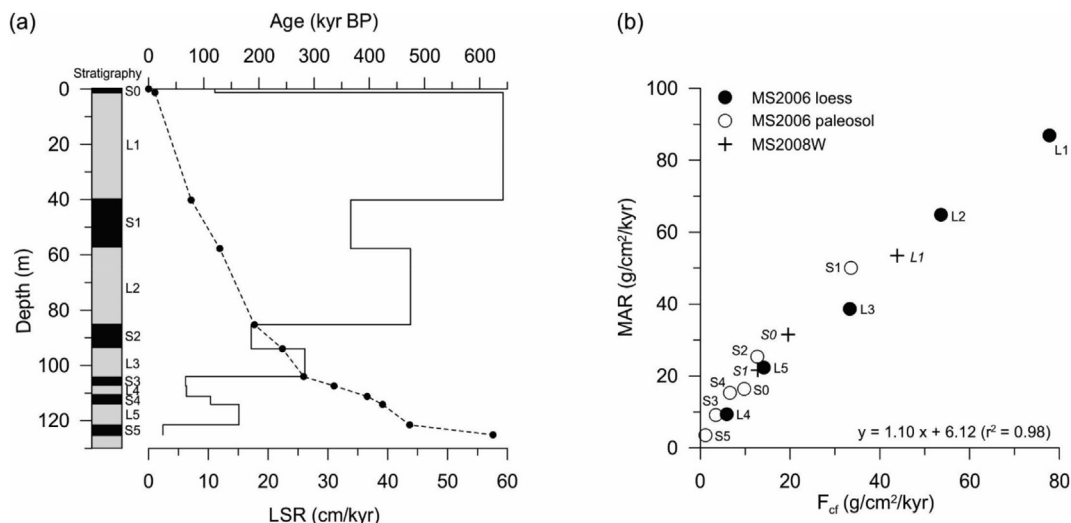 (a)
Age (kyr BP)
0 100 200 300 400 500 600
Stratigraphy
Depth (m)
0
20
40
60
80
100
120
S0
L1
S1
L2
S2
L3
S3
L4
S4
L5
S5
0 10 20 30 40 50 60
LSR (cm/kyr)
(b)
MAR (g/cm²/kyr)
100
80
60
40
20
0
MS2006 loess
MS2006 paleosol
MS2008W
L1
L2
L1
S1
L3
S0
S2
S1
L5
S4
S0
S3
L4
S5
y = 1.10 x + 6.12 (r² = 0.98)
0 20 40 60 80
F_cf (g/cm²/kyr)